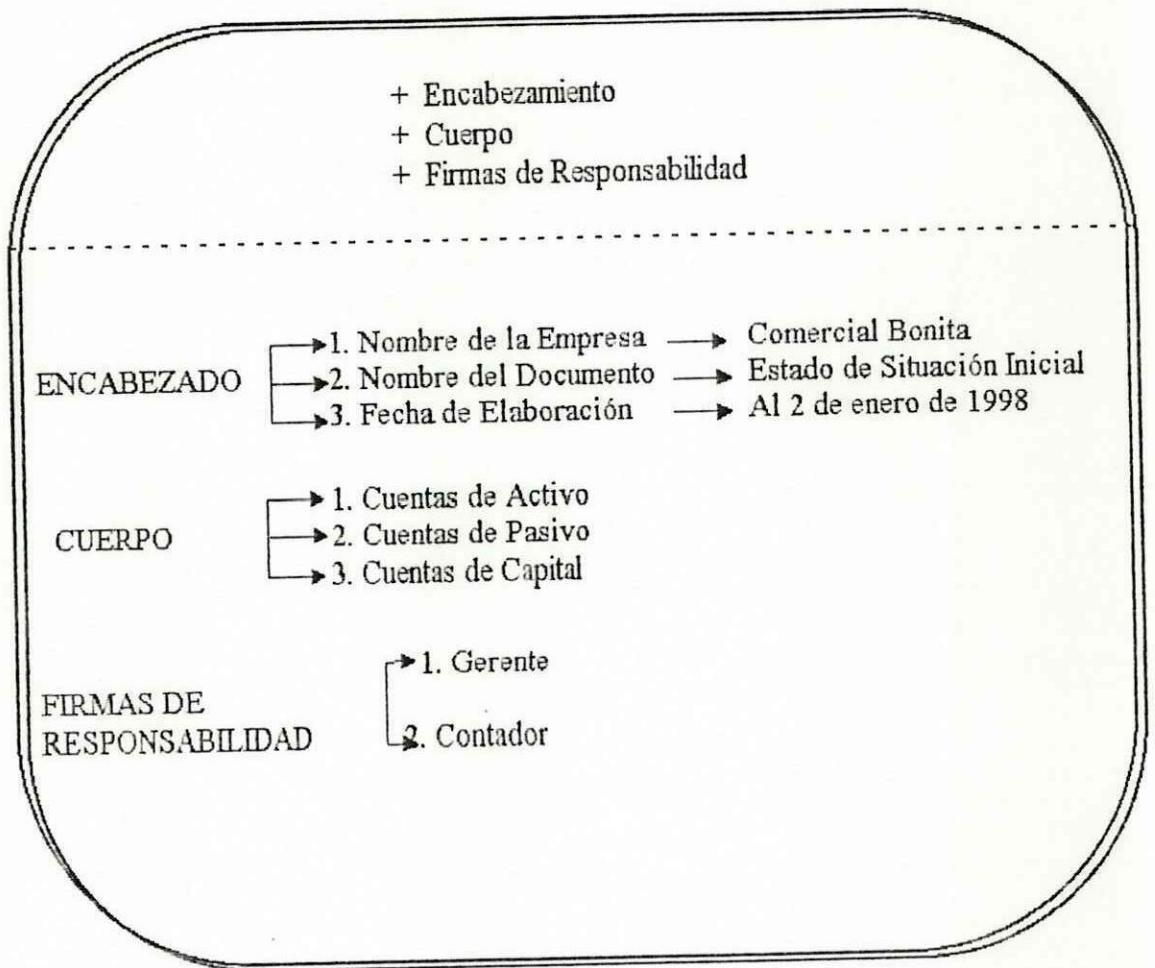 + Encabezamiento
+ Cuerpo
+ Firmas de Responsabilidad
ENCABEZADO
1. Nombre de la Empresa → Comercial Bonita
2. Nombre del Documento → Estado de Situación Inicial
3. Fecha de Elaboración → Al 2 de enero de 1998
CUERPO
1. Cuentas de Activo
2. Cuentas de Pasivo
3. Cuentas de Capital
FIRMAS DE
RESPONSABILIDAD
1. Gerente
2. Contador